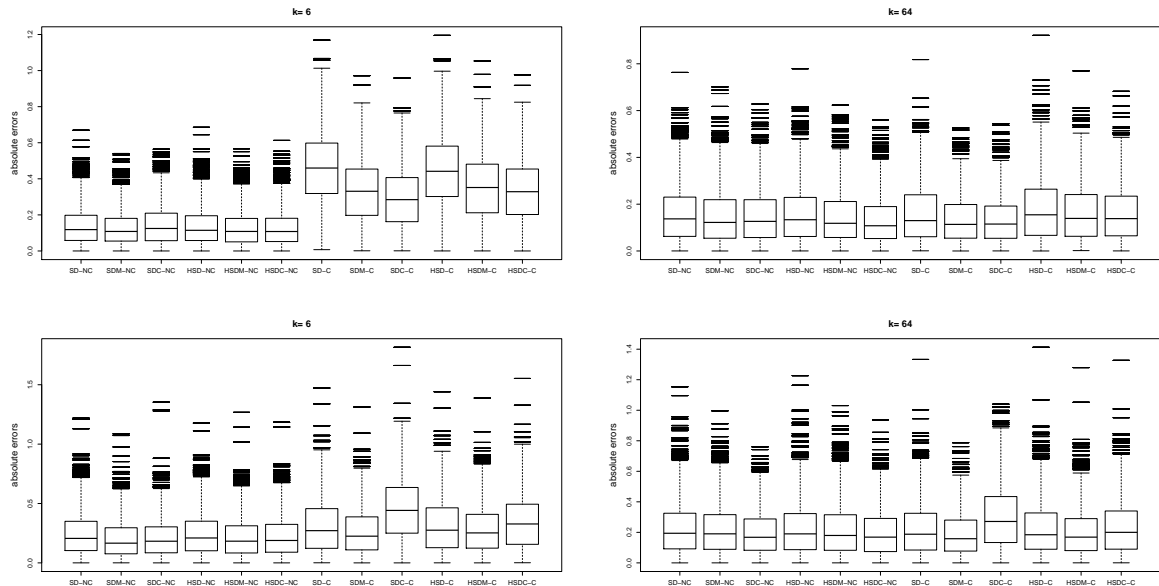 k= 6
absolute errors
0.0 0.2 0.4 0.6 0.8 1.0 1.2
SD−NC SDM−NC SDC−NC HSD−NC HSDM−NC HSDC−NC SD−C SDM−C SDC−C HSD−C HSDM−C HSDC−C
k= 64
absolute errors
0.0 0.2 0.4 0.6 0.8
SD−NC SDM−NC SDC−NC HSD−NC HSDM−NC HSDC−NC SD−C SDM−C SDC−C HSD−C HSDM−C HSDC−C
k= 6
absolute errors
0.0 0.5 1.0 1.5
SD−NC SDM−NC SDC−NC HSD−NC HSDM−NC HSDC−NC SD−C SDM−C SDC−C HSD−C HSDM−C HSDC−C
k= 64
absolute errors
0.0 0.2 0.4 0.6 0.8 1.0 1.2 1.4
SD−NC SDM−NC SDC−NC HSD−NC HSDM−NC HSDC−NC SD−C SDM−C SDC−C HSD−C HSDM−C HSDC−C